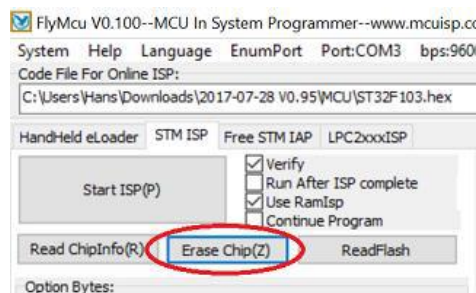 FlyMcu V0.100--MCU In System Programmer--www.mcuisp.co
System Help Language EnumPort Port:COM3 bps:960
Code File For Online ISP:
C:\Users\Hans\Downloads\2017-07-28 V0.95\MCU\ST32F103.hex
HandHeld eLoader STM ISP Free STM IAP LPC2xxxISP
Start ISP(P)
Verify
Run After ISP complete
Use RamIsp
Continue Program
Read ChipInfo(R) Erase Chip(Z) ReadFlash
Option Bytes: